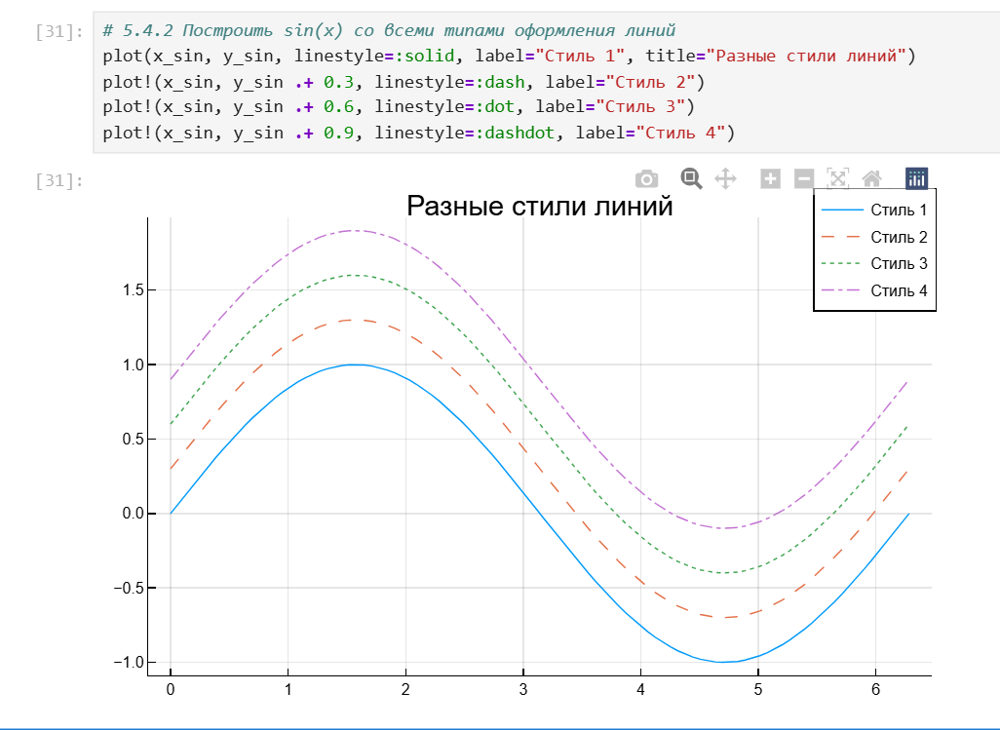 [31]:
# 5.4.2 Построить sin(x) со всеми типами оформления линий
plot(x_sin, y_sin, linestyle=:solid, label="Стиль 1", title="Разные стили линий")
plot!(x_sin, y_sin .+ 0.3, linestyle=:dash, label="Стиль 2")
plot!(x_sin, y_sin .+ 0.6, linestyle=:dot, label="Стиль 3")
plot!(x_sin, y_sin .+ 0.9, linestyle=:dashdot, label="Стиль 4")
[31]:
Разные стили линий
Стиль 1
Стиль 2
Стиль 3
Стиль 4
1.5
1.0
0.5
0.0
−0.5
−1.0
0 1 2 3 4 5 6